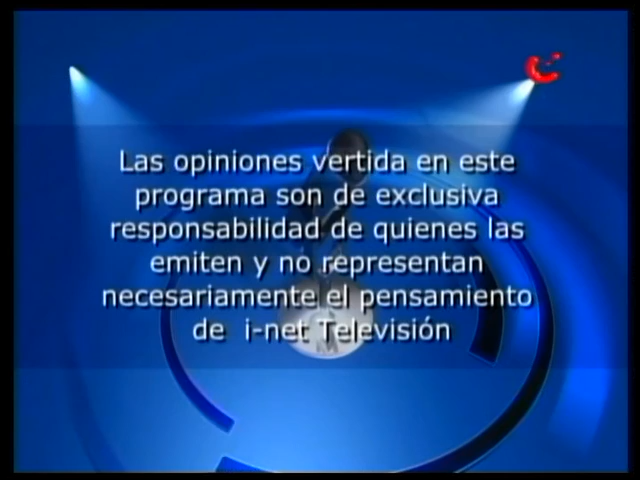 Las opiniones vertida en este
programa son de exclusiva
responsabilidad de quienes las
emiten y no representan
necesariamente el pensamiento
de i-net Televisión